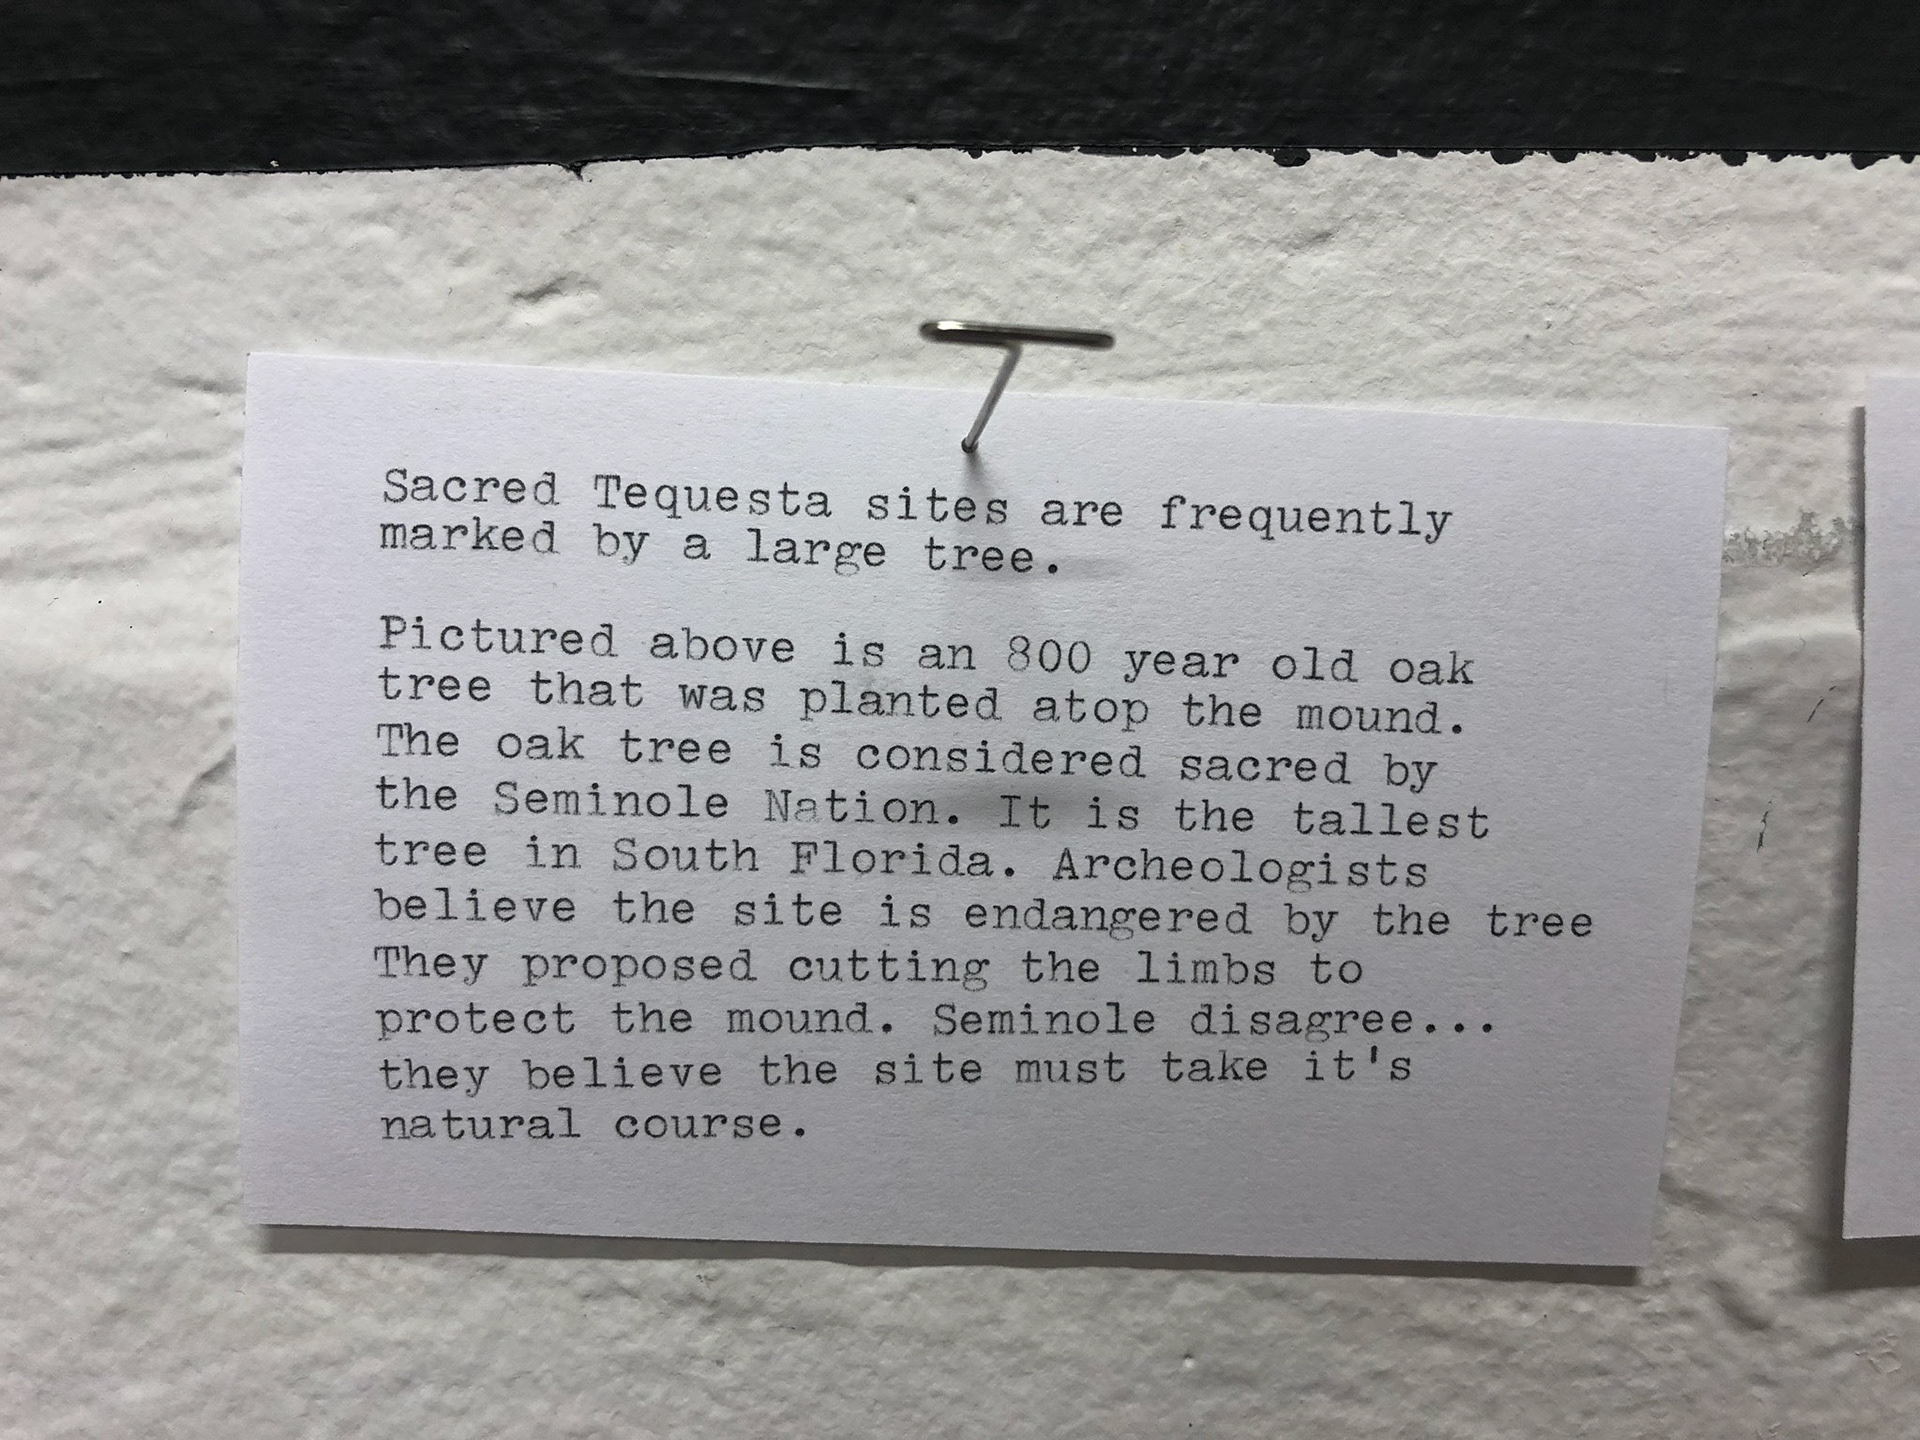 Sacred Tequesta sites are frequently
marked by a large tree.
Pictured above is an 800 year old oak
tree that was planted atop the mound.
The oak tree is considered sacred by
the Seminole Nation. It is the tallest
tree in South Florida. Archeologists
believe the site is endangered by the tree
They proposed cutting the limbs to
protect the mound. Seminole disagree...
they believe the site must take it's
natural course.